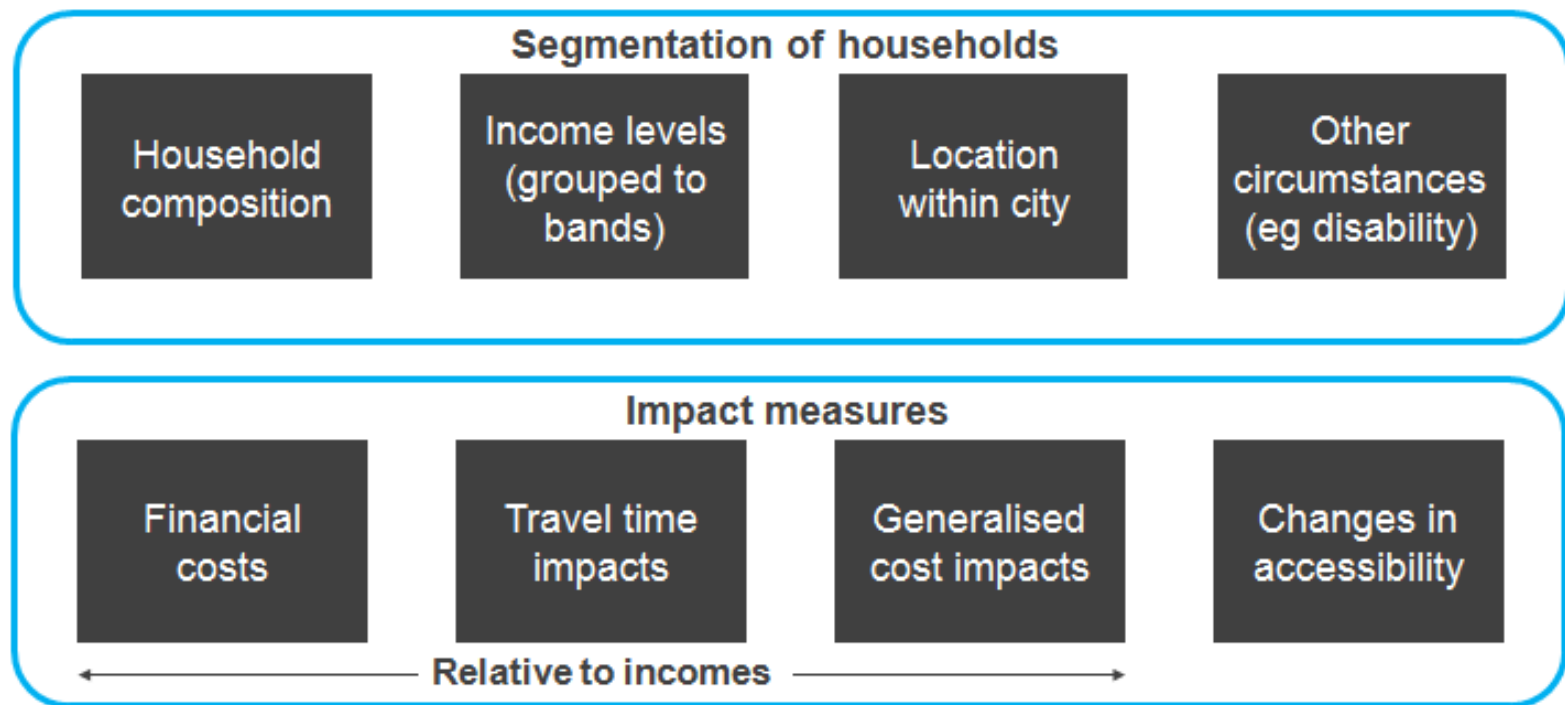 Segmentation of households
Household
composition
Income levels
(grouped to
bands)
Location
within city
Other
circumstances
(eg disability)
Impact measures
Financial
costs
Travel time
impacts
Generalised
cost impacts
Changes in
accessibility
Relative to incomes